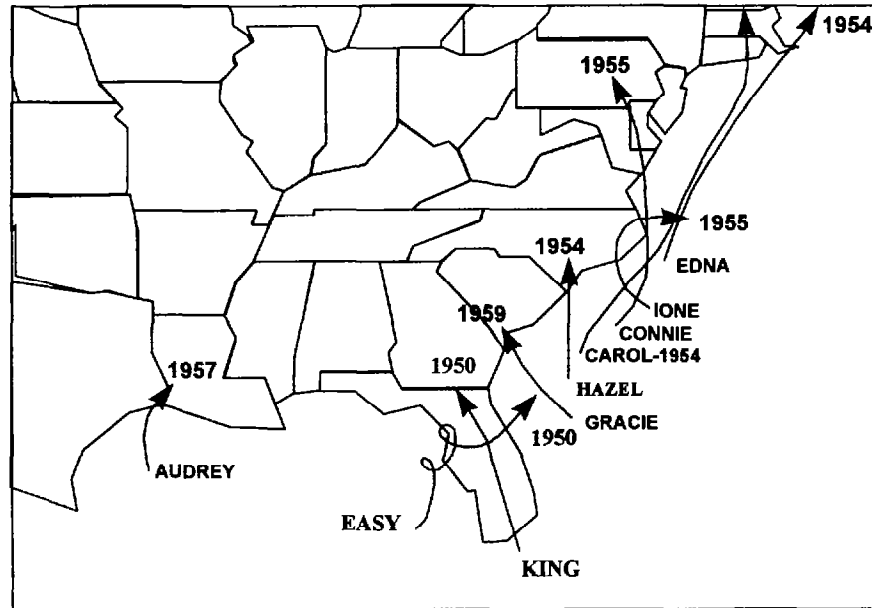 1954
1955
1955
1954
EDNA
IONE
1959
CONNIE
CAROL-1954
1950
1957
HAZEL
GRACIE
1950
AUDREY
EASY
KING